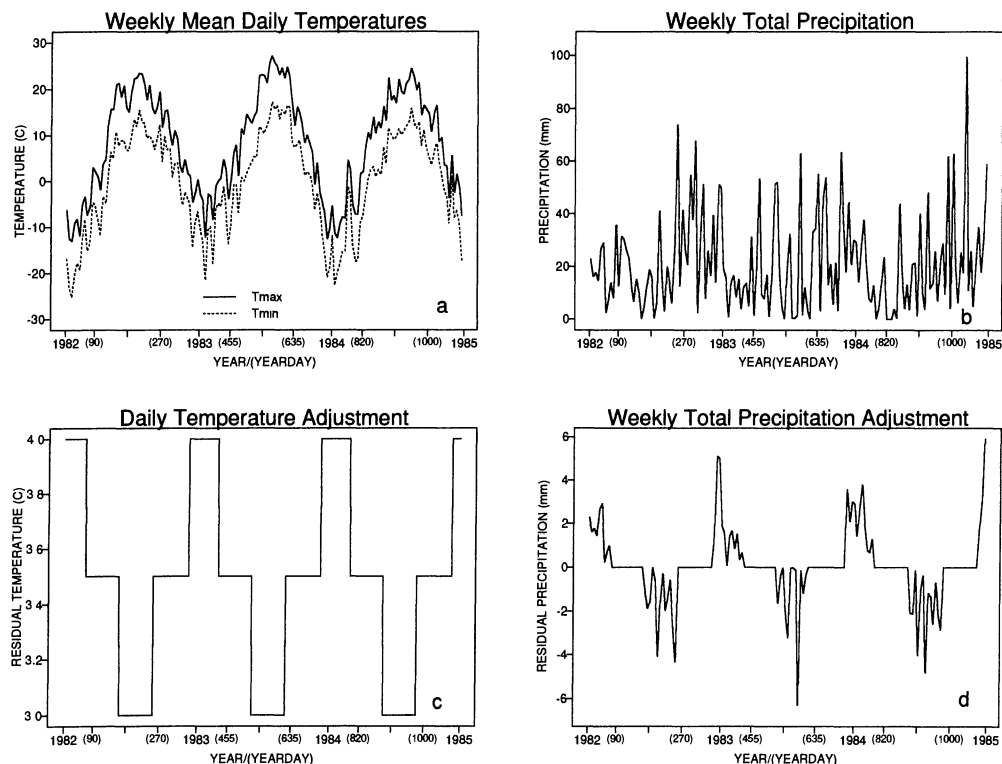 Weekly Mean Daily Temperatures
TEMPERATURE (C)
30
20
10
0
-10
-20
-30
Tmax
Tmin
a
1982 (90) (270) 1983 (455) (635) 1984 (820) (1000) 1985
YEAR/(YEARDAY)
Weekly Total Precipitation
PRECIPITATION (mm)
100
80
60
40
20
0
b
1982 (90) (270) 1983 (455) (635) 1984 (820) (1000) 1985
YEAR/(YEARDAY)
Daily Temperature Adjustment
RESIDUAL TEMPERATURE (C)
4 0
3 8
3 6
3 4
3.2
3 0
c
1982 (90) (270) 1983 (455) (635) 1984 (820) (1000) 1985
YEAR/(YEARDAY)
Weekly Total Precipitation Adjustment
RESIDUAL PRECIPITATION (mm)
6
4
2
0
-2
-4
-6
d
1982 (90) (270) 1983 (455) (635) 1984 (820) (1000) 1985
YEAR/(YEARDAY)